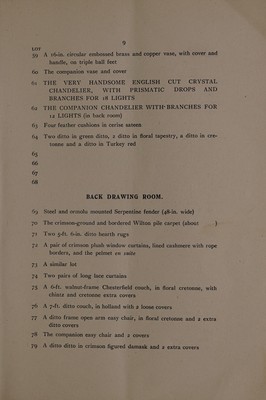 9
LOT
59 A 16-in. circular embossed brass and copper vase, with cover and
handle, on triple ball feet
60 The companion vase and cover
61 THE VERY HANDSOME ENGLISH CUT CRYSTAL
CHANDELIER, WITH PRISMATIC DROPS AND
BRANCHES FOR 18 LIGHTS
62 THE COMPANION CHANDELIER WITH BRANCHES FOR
12 LIGHTS (in back room)
63 Four feather cushions in cerise sateen
64 Two ditto in green ditto, 2 ditto in floral tapestry, a ditto in cre-
tonne and a ditto in Turkey red
65
66
67
68
BACK DRAWING ROOM.
69 Steel and ormolu mounted Serpentine fender (48-in. wide)
70 The crimson-ground and bordered Wilton pile carpet (about )
71 Two 5-ft. 6-in. ditto hearth rugs
72 A pair of crimson plush window curtains, lined cashmere with rope
borders, and the pelmet en suite
73 A similar lot
74 Two pairs of long lace curtains
75 A 6-ft. walnut-frame Chesterfield couch, in floral cretonne, with
chintz and cretonne extra covers
76 A 7-ft. ditto couch, in holland with 2 loose covers
77 A ditto frame open arm easy chair, in floral cretonne and 2 extra
ditto covers
78 The companion easy chair and 2 covers
79 A ditto ditto in crimson figured damask and 2 extra covers